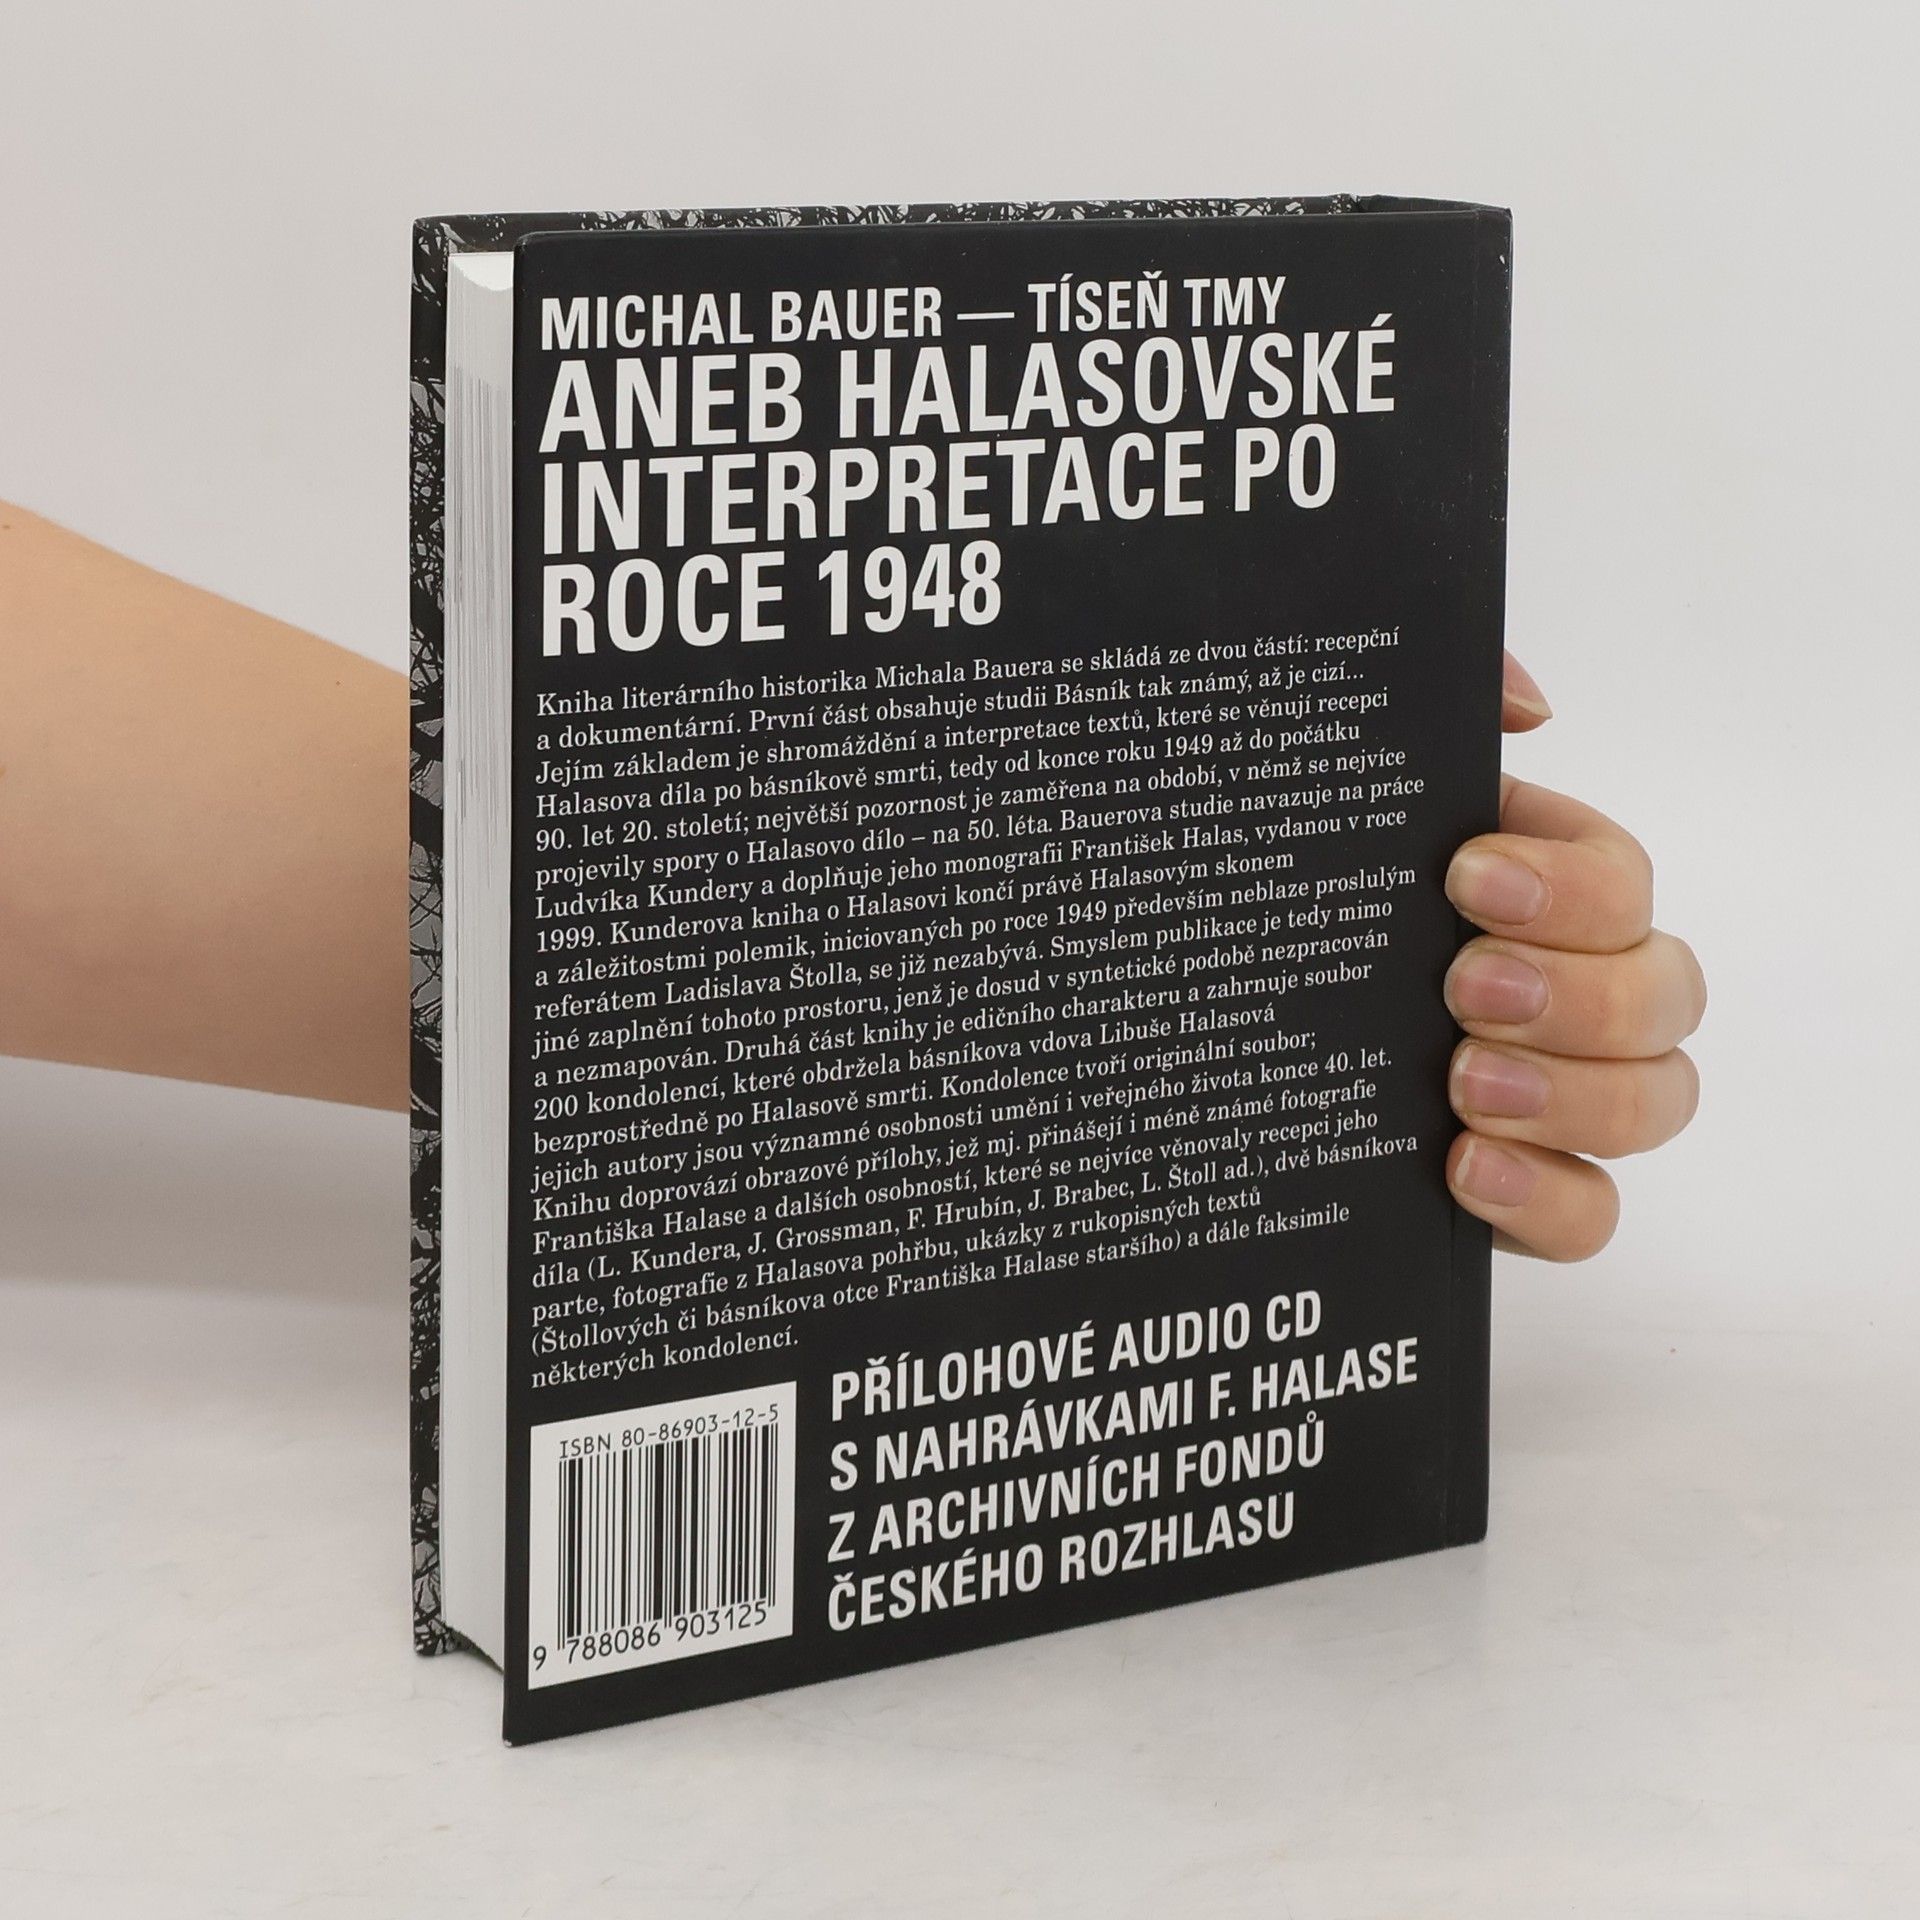 MICHAL BAUER — TÍSEŇ TMY
ANEB HALASOVSKÉ
INTERPRETACE PO
ROCE 1948
Kniha literárního historika Michala Bauera se skládá ze dvou částí: recepční
a dokumentární. První část obsahuje studii Básník tak známý, až je cizí...
Jejím základem je shromáždění a interpretace textů, které se věnují recepci
Halasova díla po básníkově smrti, tedy od konce roku 1949 až do počátku
90. let 20. století; největší pozornost je zaměřena na období, v němž se nejvíce
projevily spory o Halasovo dílo – na 50. léta. Bauerova studie navazuje na práce
Ludvíka Kundery a doplňuje jeho monografii František Halas, vydanou v roce
1999. Kunderova kniha o Halasovi končí právě Halasovým skonem
a záležitostmi polemik, iniciovaných po roce 1949 především neblaze proslulým
referátem Ladislava Štolla, se již nezabývá. Smyslem publikace je tedy mimo
jiné zaplnění tohoto prostoru, jenž je dosud v syntetické podobě nezpracován
a nezmapován. Druhá část knihy je edičního charakteru a zahrnuje soubor
200 kondolencí, které obdržela básníkova vdova Libuše Halasová
bezprostředně po Halasově smrti. Kondolence tvoří originální soubor;
jejich autory jsou významné osobnosti umění i veřejného života konce 40. let.
Knihu doprovází obrazové přílohy, jež mj. přinášejí i méně známé fotografie
Františka Halase a dalších osobností, které se nejvíce věnovaly recepci jeho
díla (L. Kundera, J. Grossman, F. Hrubín, J. Brabec, L. Štoll ad.), dvě básníkova
parte, fotografie z Halasova pohřbu, ukázky z rukopisných textů
(Štollových či básníkova otce Františka Halase staršího) a dále faksimile
některých kondolencí.
PŘÍLOHOVÉ AUDIO CD
S NAHRÁVKAMI F. HALASE
Z ARCHIVNÍCH FONDŮ
ČESKÉHO ROZHLASU
ISBN 80-86903-12-5
9 788086 903125